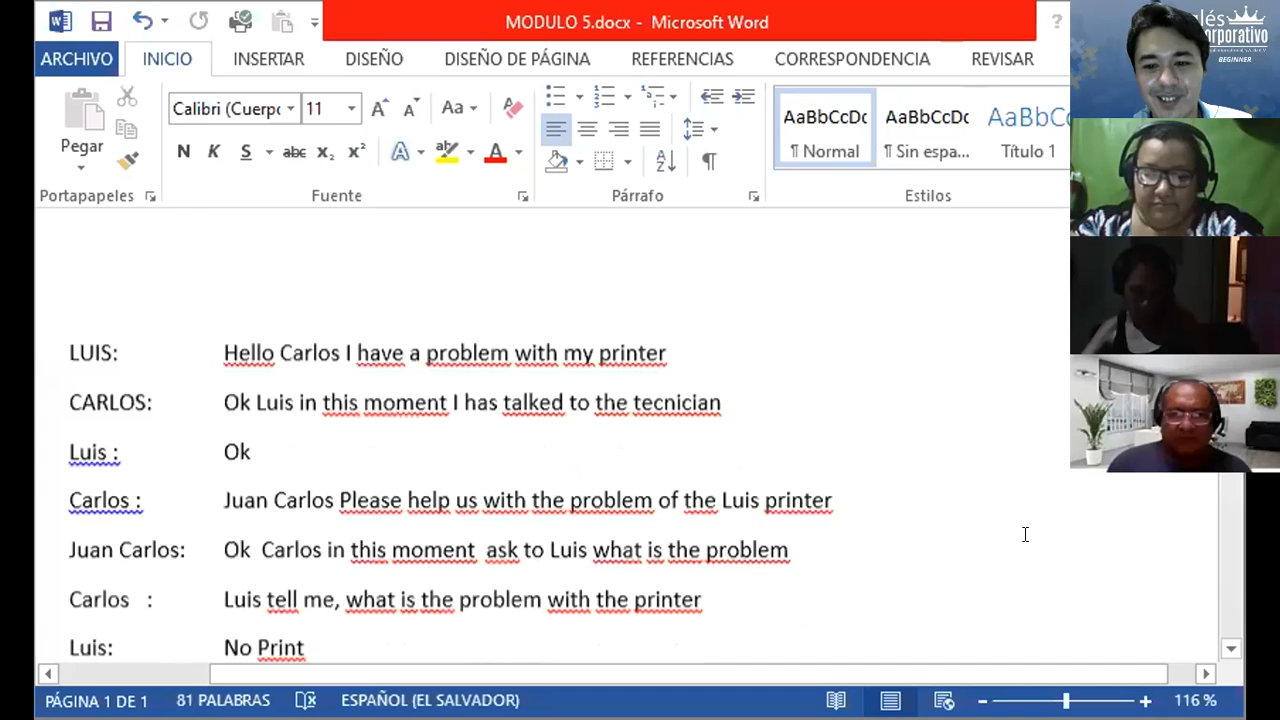 MODULO 5.docx - Microsoft Word
?
ARCHIVO INICIO INSERTAR DISEÑO DISEÑO DE PÁGINA REFERENCIAS CORRESPONDENCIA REVISAR
glés
orporativo
BEGINNER
Calibri (Cuerpo 11 Aa
Pegar
N K S abc x₂ x² A A
AaBbCcDc AaBbCcDc AaBbCc
¶ Normal ¶ Sin espa... Título 1
Portapapeles Fuente Párrafo Estilos
LUIS: Hello Carlos I have a problem with my printer
CARLOS: Ok Luis in this moment I has talked to the tecnician
Luis : Ok
Carlos : Juan Carlos Please help us with the problem of the Luis printer
Juan Carlos: Ok Carlos in this moment ask to Luis what is the problem
Carlos : Luis tell me, what is the problem with the printer
Luis: No Print
PÁGINA 1 DE 1 81 PALABRAS ESPAÑOL (EL SALVADOR) 116 %